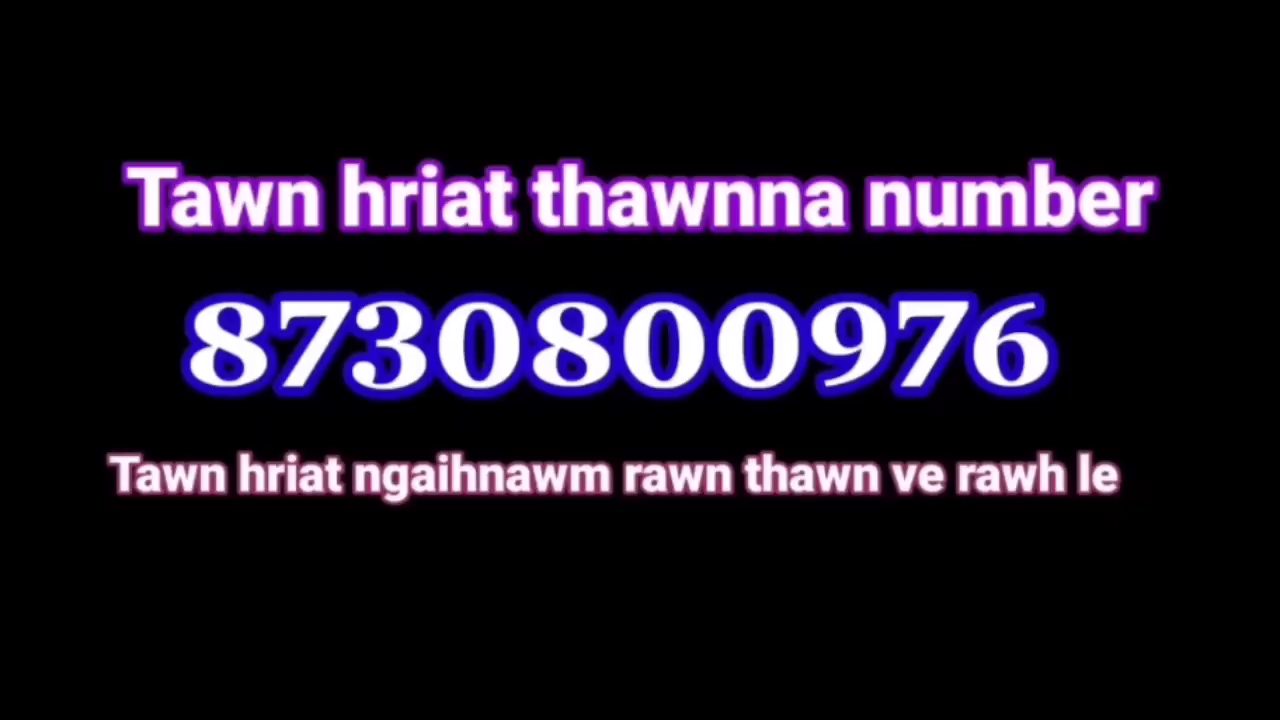 Tawn hriat thawnna number
8730800976
Tawn hriat ngaihnawm rawn thawn ve rawh le